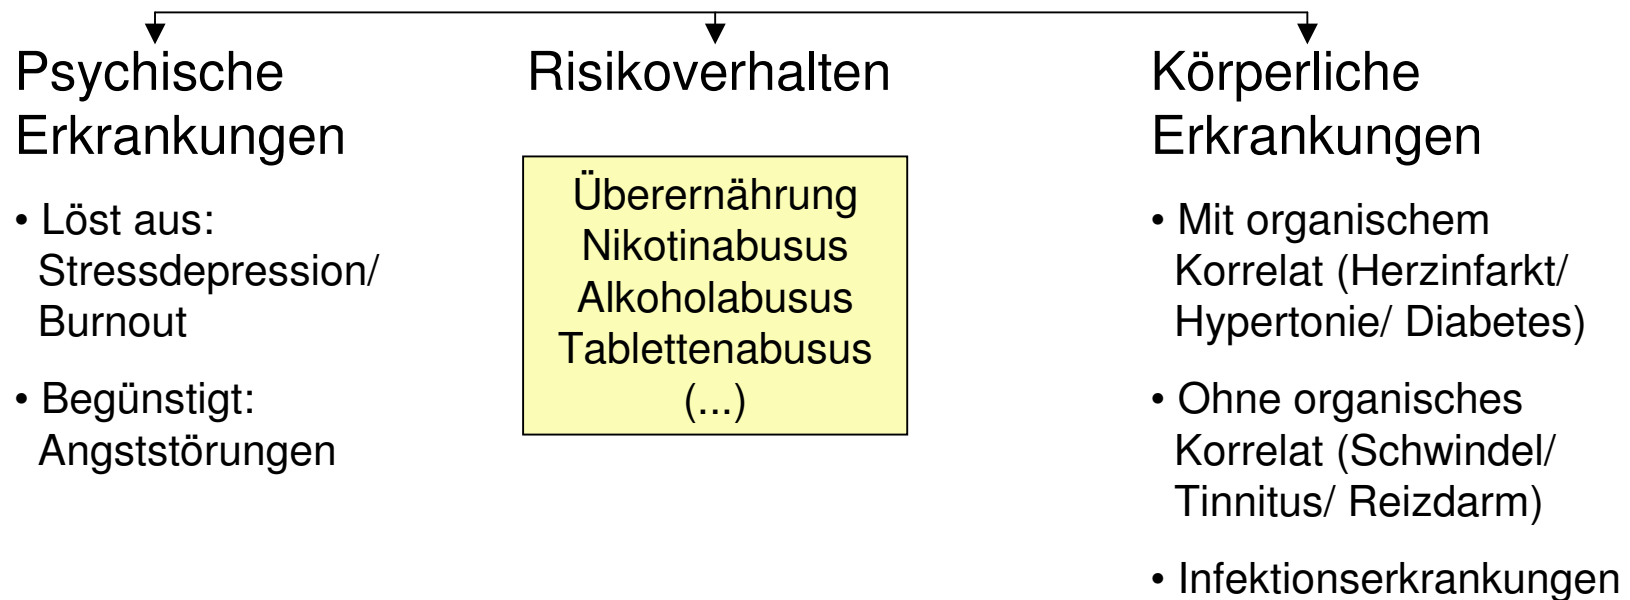 Psychische
Erkrankungen
• Löst aus:
Stressdepression/
Burnout
• Begünstigt:
Angststörungen
Risikoverhalten
Überernährung
Nikotinabusus
Alkoholabusus
Tablettenabusus
(...)
Körperliche
Erkrankungen
• Mit organischem
Korrelat (Herzinfarkt/
Hypertonie/ Diabetes)
• Ohne organisches
Korrelat (Schwindel/
Tinnitus/ Reizdarm)
• Infektionserkrankungen